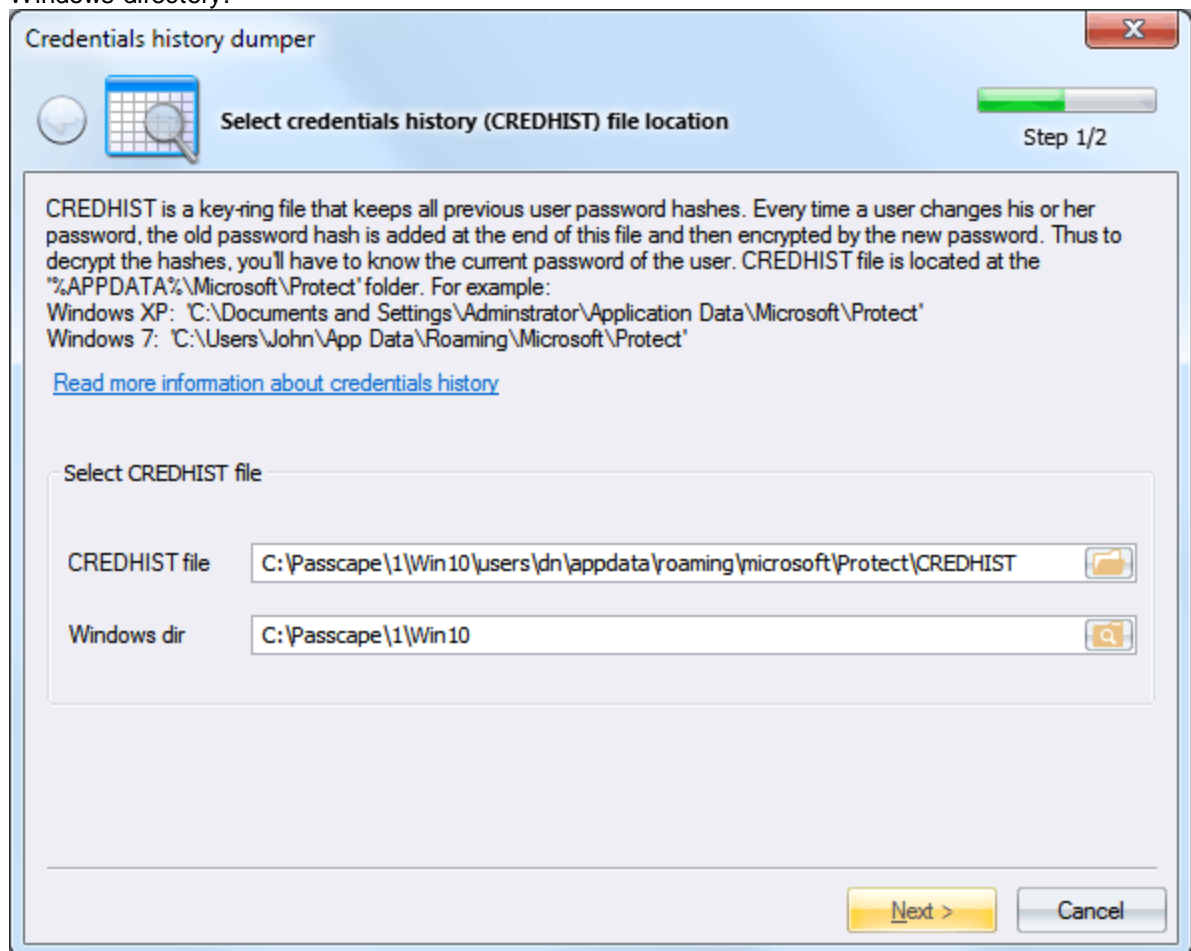 Windows directory.
Credentials history dumper
Select credentials history (CREDHIST) file location
Step 1/2
CREDHIST is a key-ring file that keeps all previous user password hashes. Every time a user changes his or her
password, the old password hash is added at the end of this file and then encrypted by the new password. Thus to
decrypt the hashes, you'll have to know the current password of the user. CREDHIST file is located at the
"%APPDATA%\Microsoft\Protect" folder. For example:
Windows XP: "C:\Documents and Settings\Adminstrator\Application Data\Microsoft\Protect"
Windows 7: "C:\Users\John\App Data\Roaming\Microsoft\Protect"
Read more information about credentials history
Select CREDHIST file
CREDHIST file C:\Passcape\1\Win10\users\dn\appdata\roaming\microsoft\Protect\CREDHIST
Windows dir C:\Passcape\1\Win10
Next > Cancel